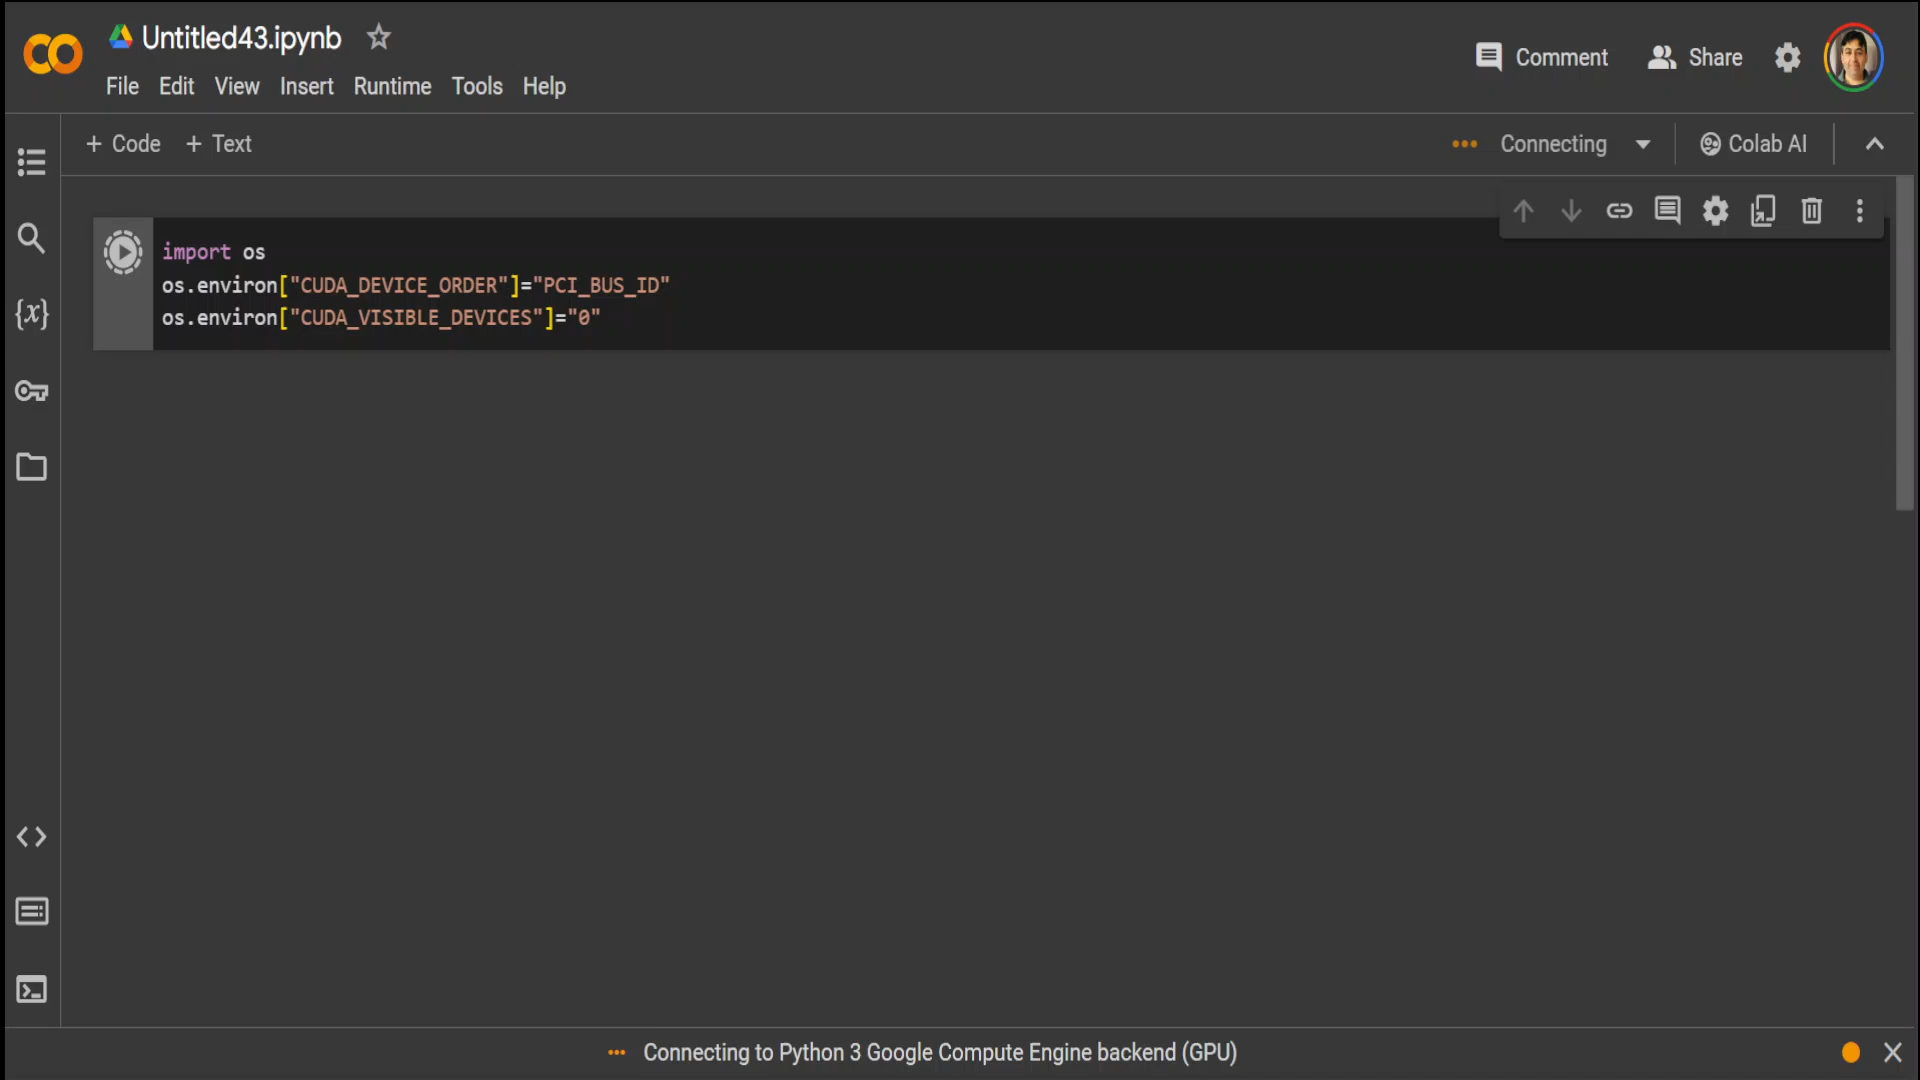 Untitled43.ipynb
File Edit View Insert Runtime Tools Help
Comment Share
+ Code + Text
Connecting
Colab AI
import os
os.environ["CUDA_DEVICE_ORDER"]="PCI_BUS_ID"
os.environ["CUDA_VISIBLE_DEVICES"]="0"
{x}
Connecting to Python 3 Google Compute Engine backend (GPU)